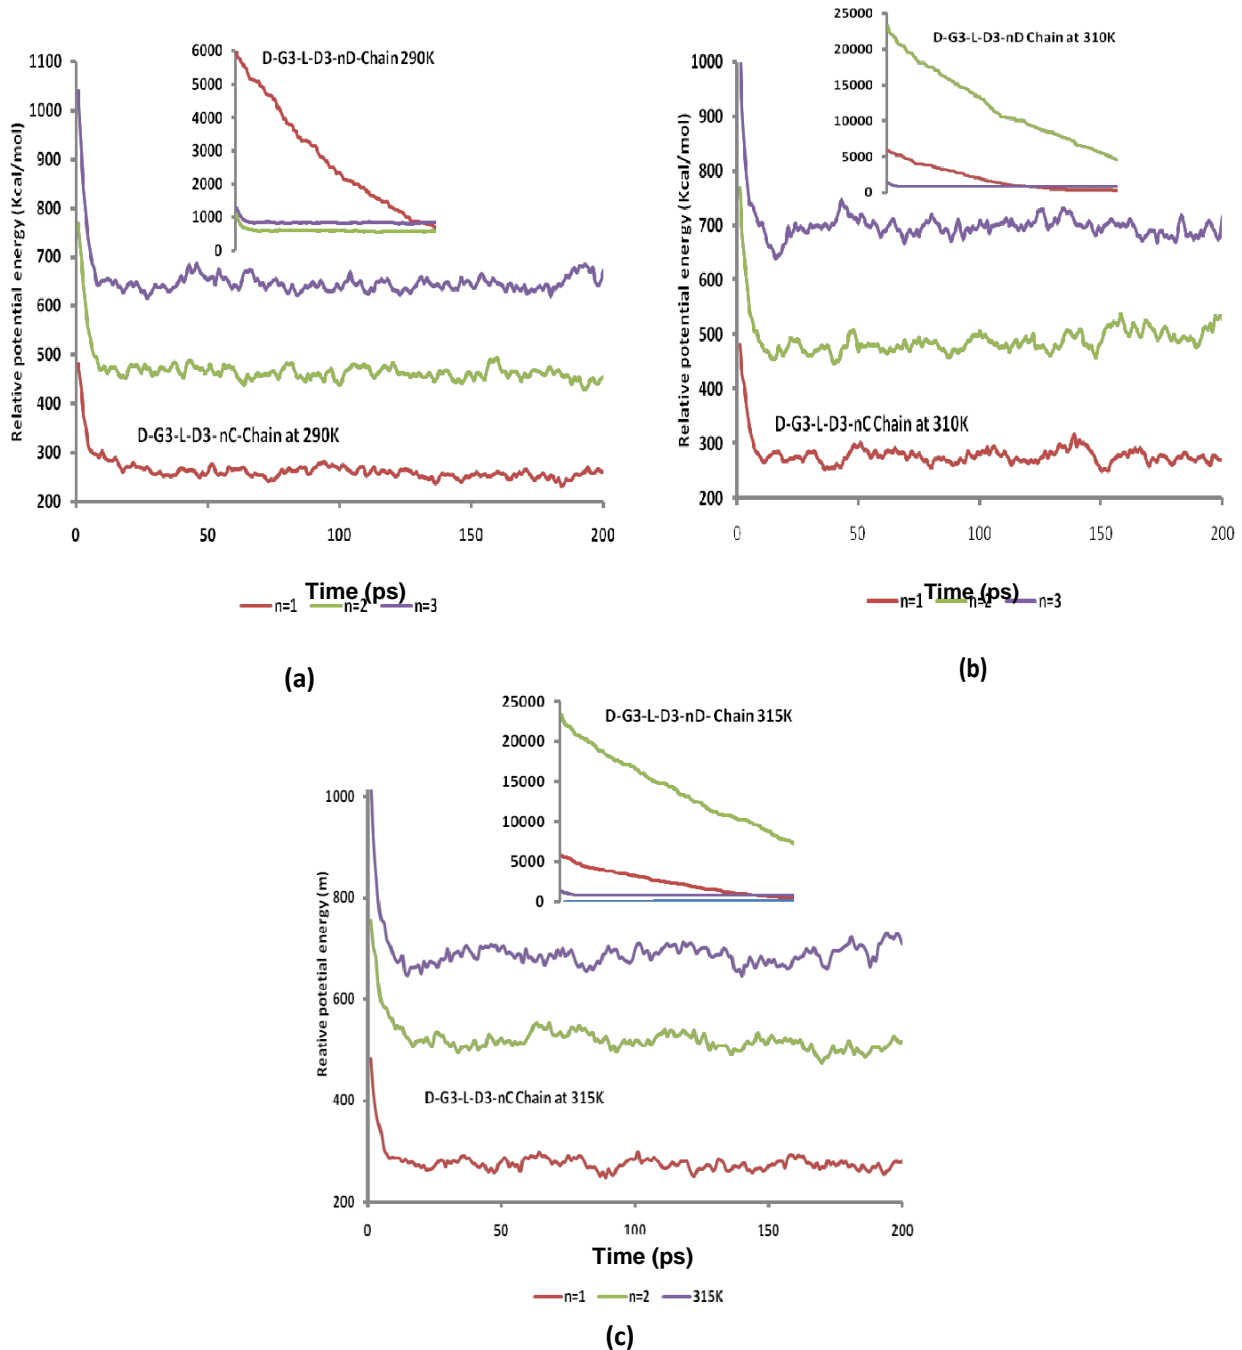 (a)
D-G3-L-D3-nD-Chain 290K
6000
5000
4000
3000
2000
1000
0
Relative potential energy (Kcal/mol)
1100
1000
900
800
700
600
500
400
300
200
D-G3-L-D3-nC-Chain at 290K
0 50 100 150 200
Time (ps)
n=1 n=2 n=3
(a)
(b)
D-G3-L-D3-nD Chain at 310K
25000
20000
15000
10000
5000
0
Relative potential energy (Kcal/mol)
1000
900
800
700
600
500
400
300
200
D-G3-L-D3-nC Chain at 310K
0 50 100 150 200
Time (ps)
n=1 n=2 n=3
(b)
D-G3-L-D3-nD- Chain 315K
25000
20000
15000
10000
5000
0
Reative potetial energy (m)
1000
800
600
400
200
D-G3-L-D3-nC Chain at 315K
0 50 100 150 200
Time (ps)
n=1 n=2 315K
(c)